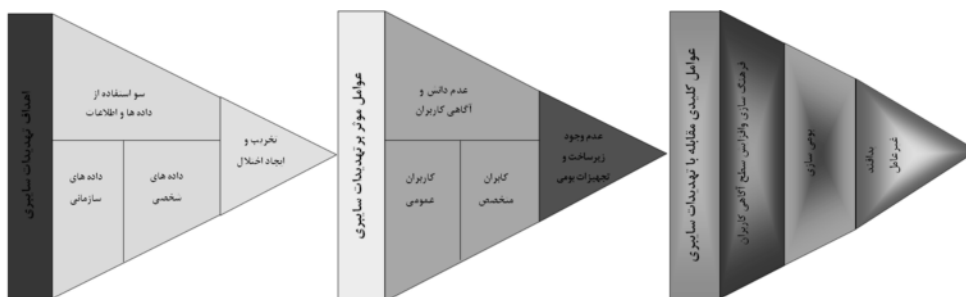 اهداف تهدیدات سایبری
سو استفاده از
داده ها و اطلاعات
داده های
سازمانی
داده های
شخصی
تخریب و
ایجاد اختلال
عوامل موثر بر تهدیدات سایبری
عدم دانش و
آگاهی کاربران
کاربران
عمومی
کابران
متخصص
عدم وجود
زیرساخت و
تجهیزات بومی
عوامل کلیدی مقابله با تهدیدات سایبری
فرهنگ سازی وافزایس سطح آگاهی کاربران
بومی سازی
پدافند
غیرعامل